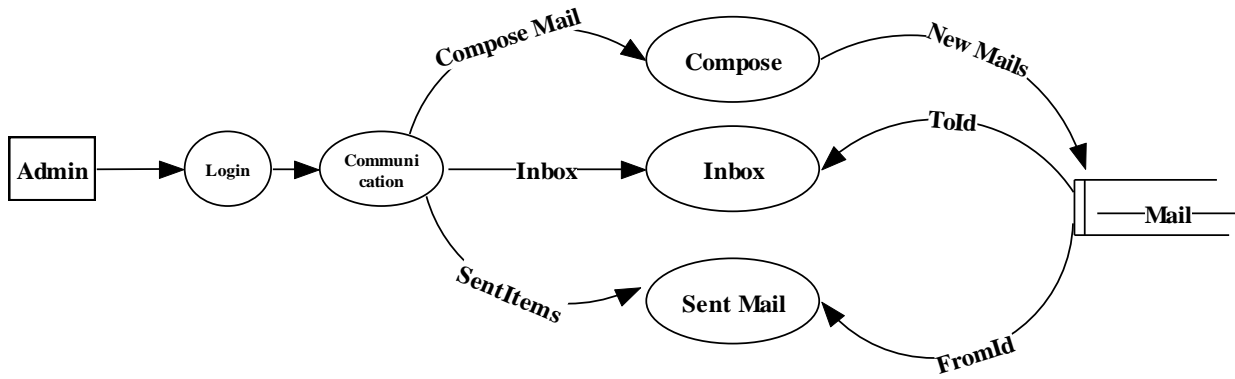 Compose Mail
Compose
New Mails
Admin
Login
Communi
cation
Inbox
Inbox
ToId
Mail
SentItems
Sent Mail
FromId